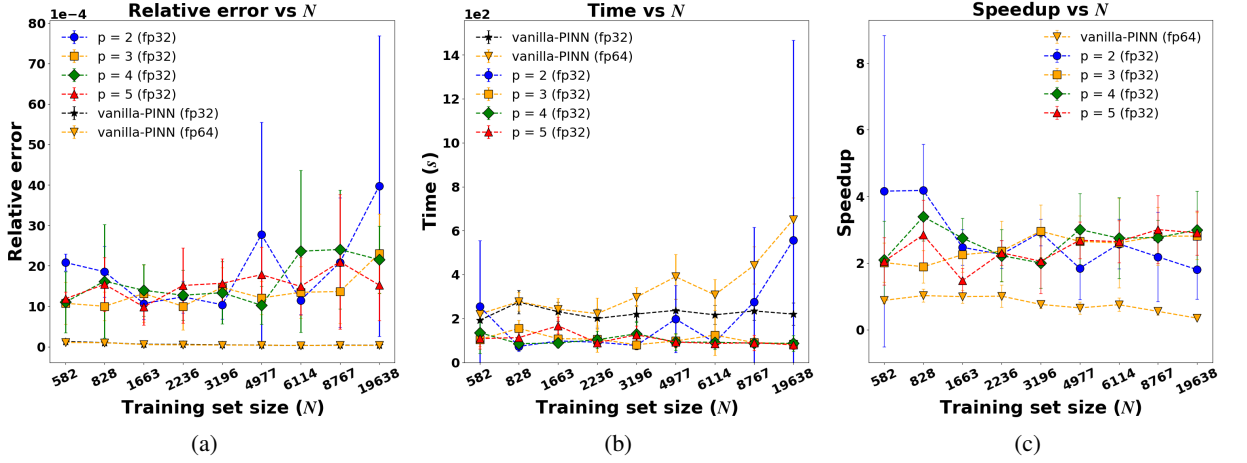 Relative error vs N
1e−4
80
70
60
50
40
30
20
10
0
Relative error
p = 2 (fp32)
p = 3 (fp32)
p = 4 (fp32)
p = 5 (fp32)
vanilla-PINN (fp32)
vanilla-PINN (fp64)
582 828 1663 2236 3196 4977 6114 8767 19638
Training set size (N)
(a)
Time vs N
1e2
14
12
10
8
6
4
2
0
Time (s)
vanilla-PINN (fp32)
vanilla-PINN (fp64)
p = 2 (fp32)
p = 3 (fp32)
p = 4 (fp32)
p = 5 (fp32)
582 828 1663 2236 3196 4977 6114 8767 19638
Training set size (N)
(b)
Speedup vs N
8
6
4
2
0
Speedup
vanilla-PINN (fp64)
p = 2 (fp32)
p = 3 (fp32)
p = 4 (fp32)
p = 5 (fp32)
582 828 1663 2236 3196 4977 6114 8767 19638
Training set size (N)
(c)